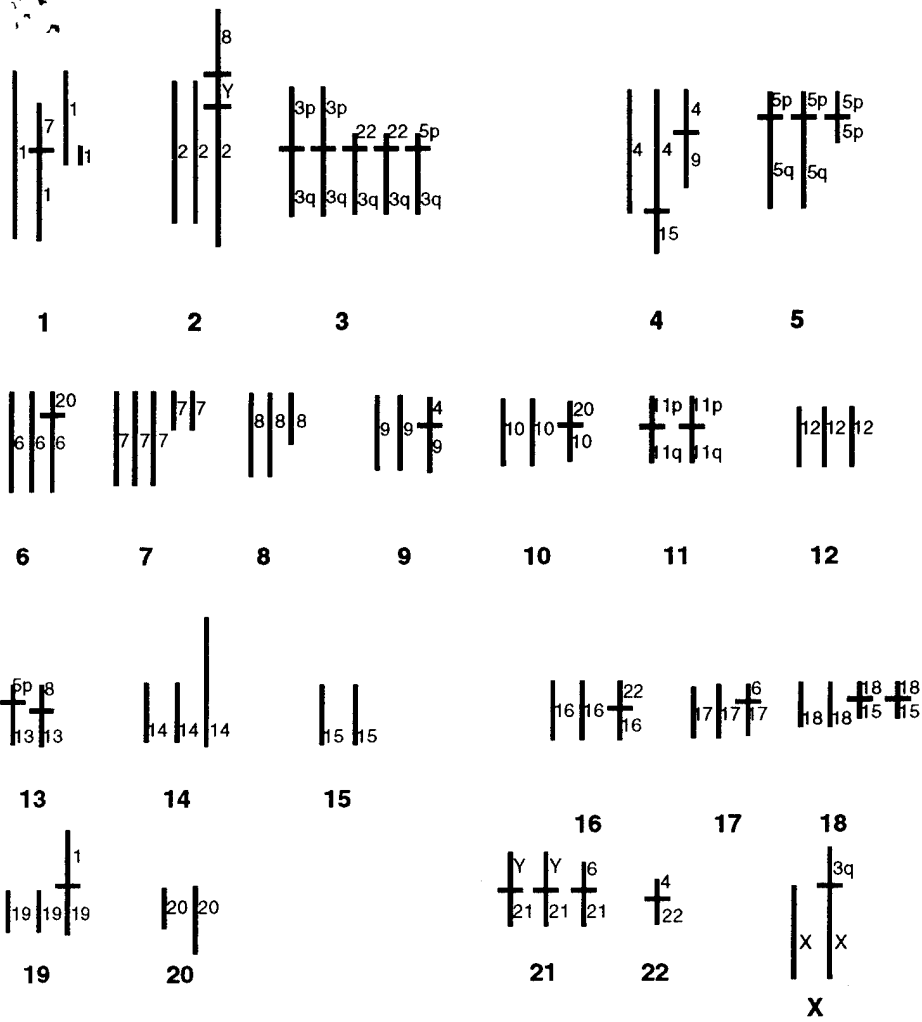 8
1
Y
7
3p 3p
22 22 5p
4
5p 5p 5p
5p
1 1
2 2 2
4 4
9
1
3q 3q 3q 3q 3q
5q 5q
15
1 2 3 4 5
20
7 7
4
20
11p 11p
6 6 6
7 7 7
8 8 8
9 9
9
10 10
10
11q 11q
12 12 12
6 7 8 9 10 11 12
5p 8
22
6
18 18
13 13
14 14 14
15 15
16 16
16
17 17 17
18 18
15 15
13 14 15
16 17 18
1
Y Y 6
4
3q
19 19 19
20 20
21 21 21
22
X X
19 20 21 22
X